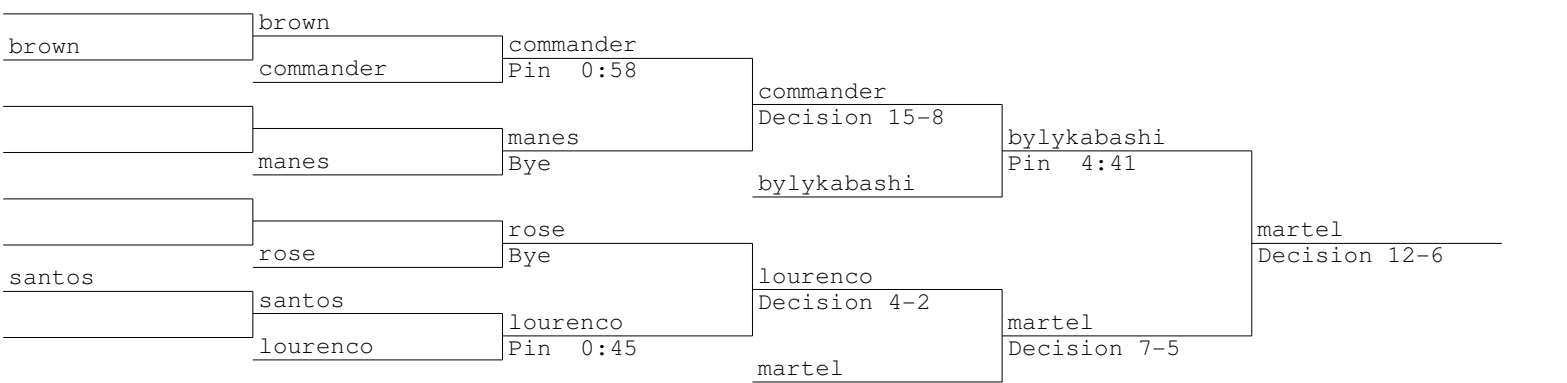 brown
brown
commander
commander
Pin 0:58
commander
Decision 15-8
manes
manes
Bye
bylykabashi
bylykabashi
Pin 4:41
rose
rose
Bye
martel
Decision 12-6
santos
santos
lourenco
lourenco
Pin 0:45
lourenco
Decision 4-2
martel
martel
Decision 7-5